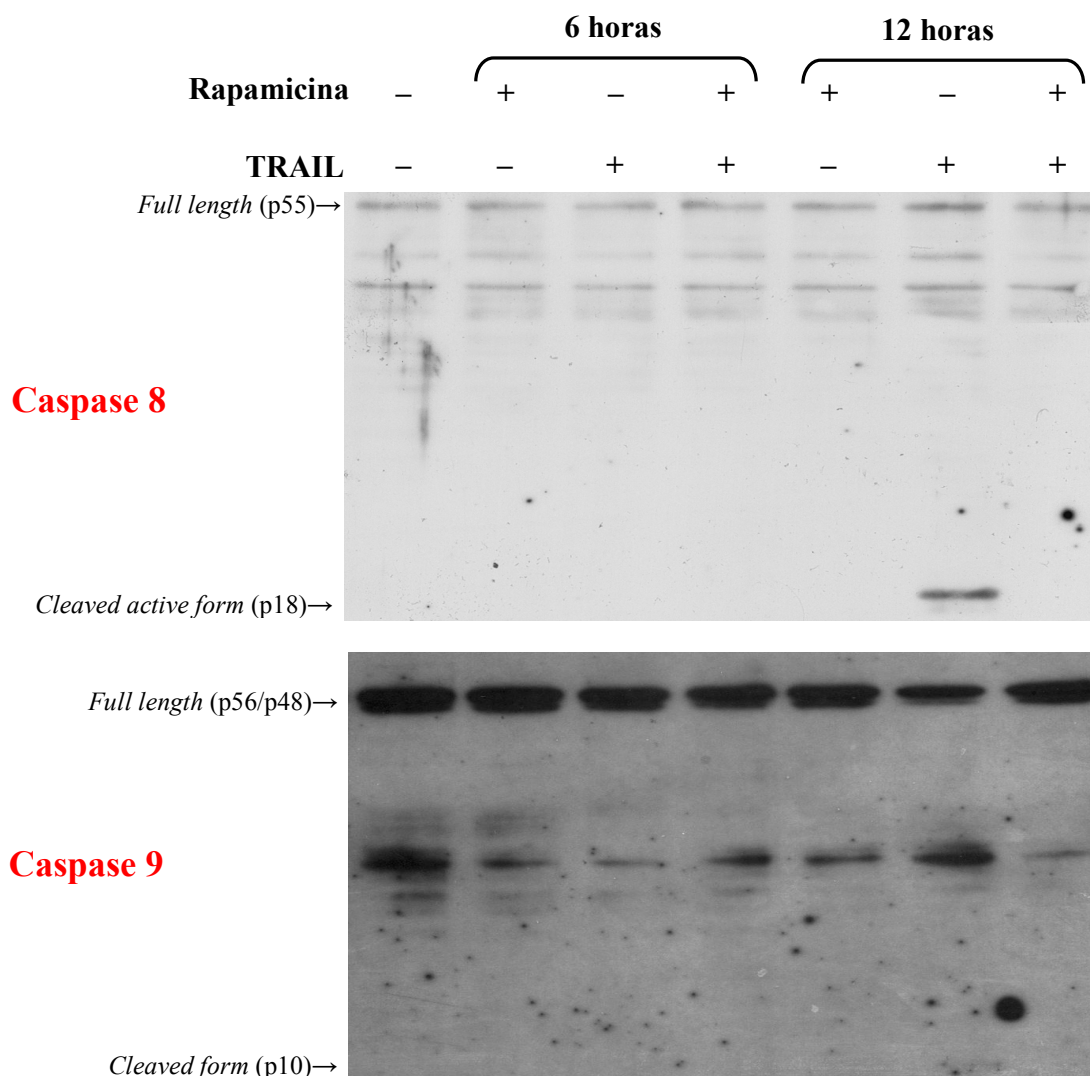 6 horas 12 horas
Rapamicina – + – + + – +
TRAIL – – + + – + +
Full length (p55)→
Caspase 8
Cleaved active form (p18)→
Full length (p56/p48)→
Caspase 9
Cleaved form (p10)→